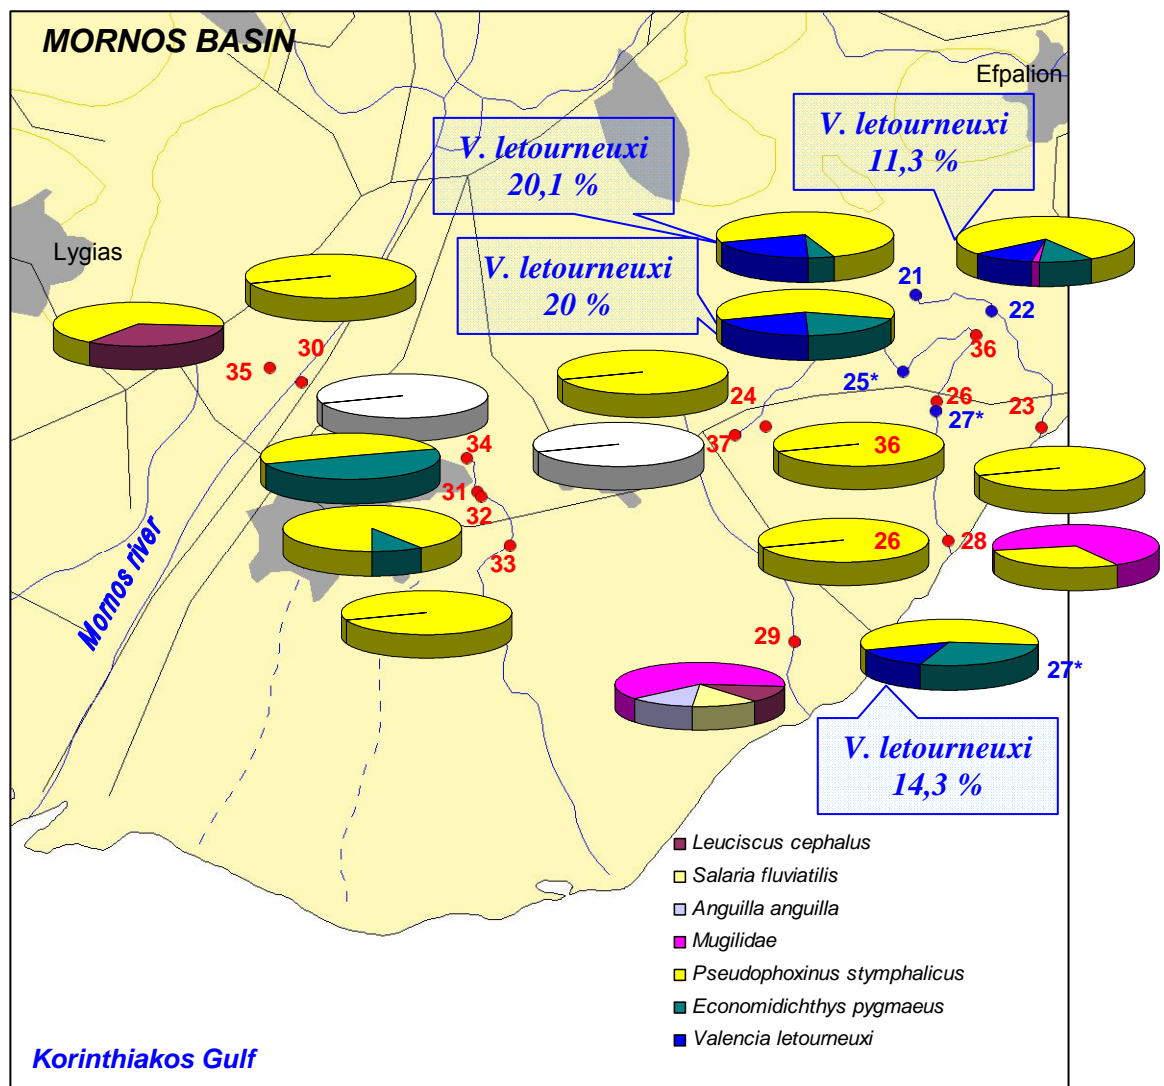 MORNOS BASIN
Efpalion
V. letourneuxi
20,1 %
V. letourneuxi
11,3 %
Lygias
V. letourneuxi
20 %
21
22
30
35
36
25*
24
26
27*
23
37
34
36
31
32
33
26
28
Mornos river
29
27*
V. letourneuxi
14,3 %
Leuciscus cephalus
Salaria fluviatilis
Anguilla anguilla
Mugilidae
Pseudophoxinus stymphalicus
Economidichthys pygmaeus
Valencia letourneuxi
Korinthiakos Gulf